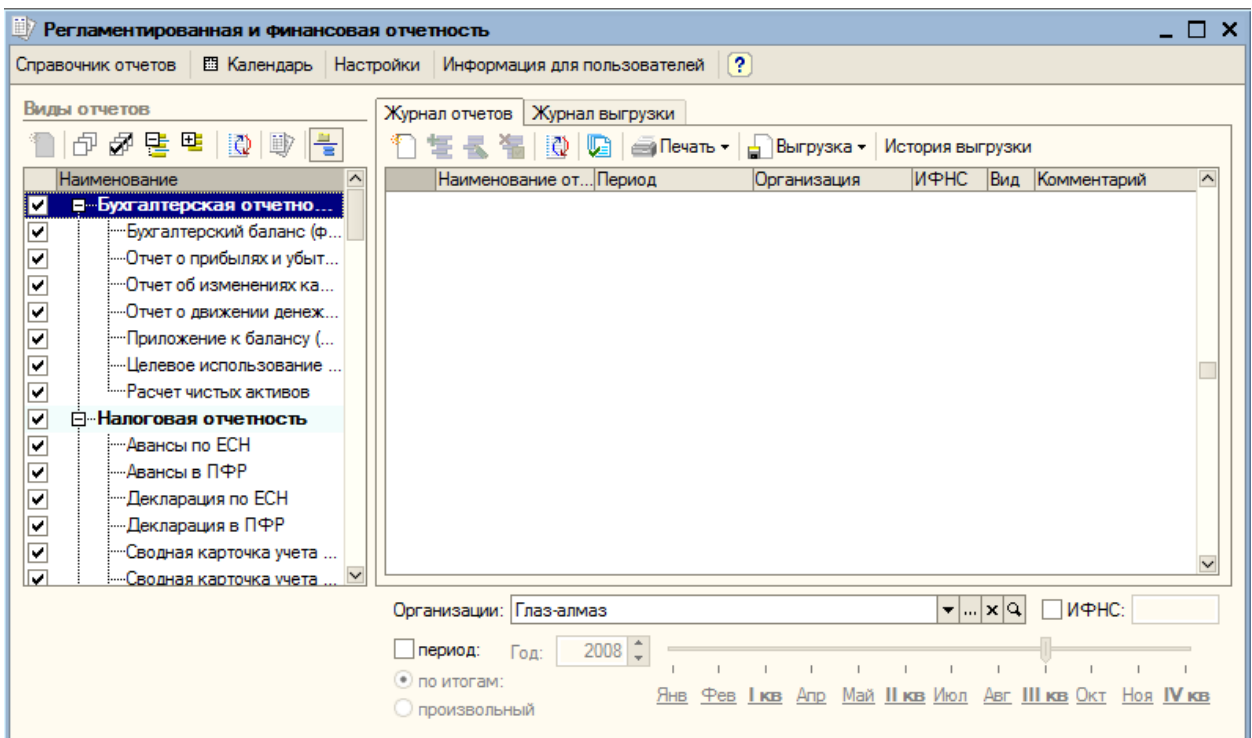 Регламентированная и финансовая отчетность
Справочник отчетов Календарь Настройки Информация для пользователей ?
Виды отчетов
Журнал отчетов Журнал выгрузки
Печать Выгрузка История выгрузки
Наименование
Наименование от... Период Организация ИФНС Вид Комментарий
Бухгалтерская отчетно...
Бухгалтерский баланс (ф...
Отчет о прибылях и убыт...
Отчет об изменениях ка...
Отчет о движении денеж...
Приложение к балансу (...
Целевое использование ...
Расчет чистых активов
Налоговая отчетность
Авансы по ЕСН
Авансы в ПФР
Декларация по ЕСН
Декларация в ПФР
Сводная карточка учета ...
Сводная карточка учета ...
Организации: Глаз-алмаз ... ИФНС:
период: Год: 2008
по итогам:
произвольный
Янв Фев I кв Апр Май II кв Июл Авг III кв Окт Ноя IV кв